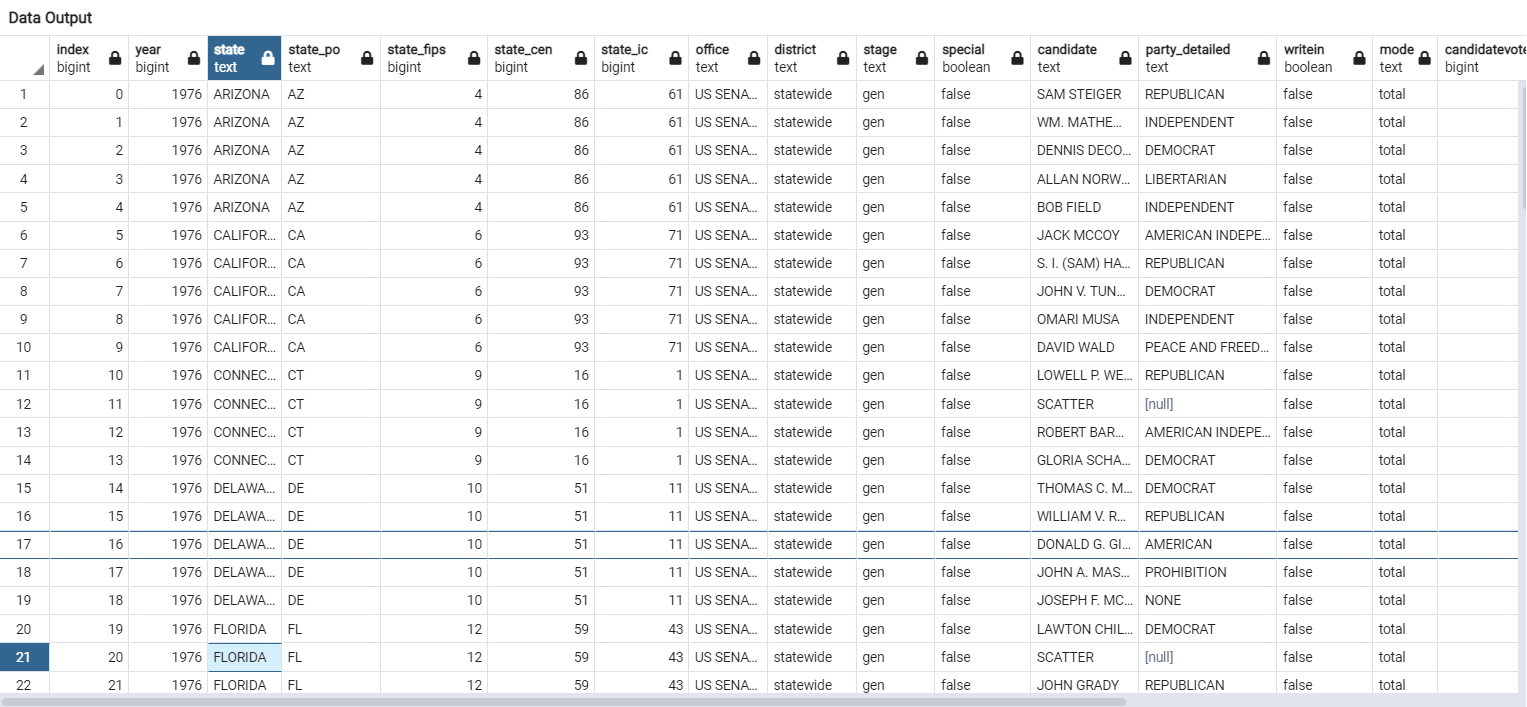 Data Output
index year state state_po state_fips state_cen state_ic office district stage special candidate party_detailed writein mode candidatevote
bigint bigint text text bigint bigint bigint text text text boolean text text boolean text bigint
1 0 1976 ARIZONA AZ 4 86 61 US SENA... statewide gen false SAM STEIGER REPUBLICAN false total
2 1 1976 ARIZONA AZ 4 86 61 US SENA... statewide gen false WM. MATHE... INDEPENDENT false total
3 2 1976 ARIZONA AZ 4 86 61 US SENA... statewide gen false DENNIS DECO... DEMOCRAT false total
4 3 1976 ARIZONA AZ 4 86 61 US SENA... statewide gen false ALLAN NORW... LIBERTARIAN false total
5 4 1976 ARIZONA AZ 4 86 61 US SENA... statewide gen false BOB FIELD INDEPENDENT false total
6 5 1976 CALIFOR... CA 6 93 71 US SENA... statewide gen false JACK MCCOY AMERICAN INDEPE... false total
7 6 1976 CALIFOR... CA 6 93 71 US SENA... statewide gen false S. I. (SAM) HA... REPUBLICAN false total
8 7 1976 CALIFOR... CA 6 93 71 US SENA... statewide gen false JOHN V. TUN... DEMOCRAT false total
9 8 1976 CALIFOR... CA 6 93 71 US SENA... statewide gen false OMARI MUSA INDEPENDENT false total
10 9 1976 CALIFOR... CA 6 93 71 US SENA... statewide gen false DAVID WALD PEACE AND FREED... false total
11 10 1976 CONNEC... CT 9 16 1 US SENA... statewide gen false LOWELL P. WE... REPUBLICAN false total
12 11 1976 CONNEC... CT 9 16 1 US SENA... statewide gen false SCATTER [null] false total
13 12 1976 CONNEC... CT 9 16 1 US SENA... statewide gen false ROBERT BAR... AMERICAN INDEPE... false total
14 13 1976 CONNEC... CT 9 16 1 US SENA... statewide gen false GLORIA SCHA... DEMOCRAT false total
15 14 1976 DELAWA... DE 10 51 11 US SENA... statewide gen false THOMAS C. M... DEMOCRAT false total
16 15 1976 DELAWA... DE 10 51 11 US SENA... statewide gen false WILLIAM V. R... REPUBLICAN false total
17 16 1976 DELAWA... DE 10 51 11 US SENA... statewide gen false DONALD G. GI... AMERICAN false total
18 17 1976 DELAWA... DE 10 51 11 US SENA... statewide gen false JOHN A. MAS... PROHIBITION false total
19 18 1976 DELAWA... DE 10 51 11 US SENA... statewide gen false JOSEPH F. MC... NONE false total
20 19 1976 FLORIDA FL 12 59 43 US SENA... statewide gen false LAWTON CHIL... DEMOCRAT false total
21 20 1976 FLORIDA FL 12 59 43 US SENA... statewide gen false SCATTER [null] false total
22 21 1976 FLORIDA FL 12 59 43 US SENA... statewide gen false JOHN GRADY REPUBLICAN false total